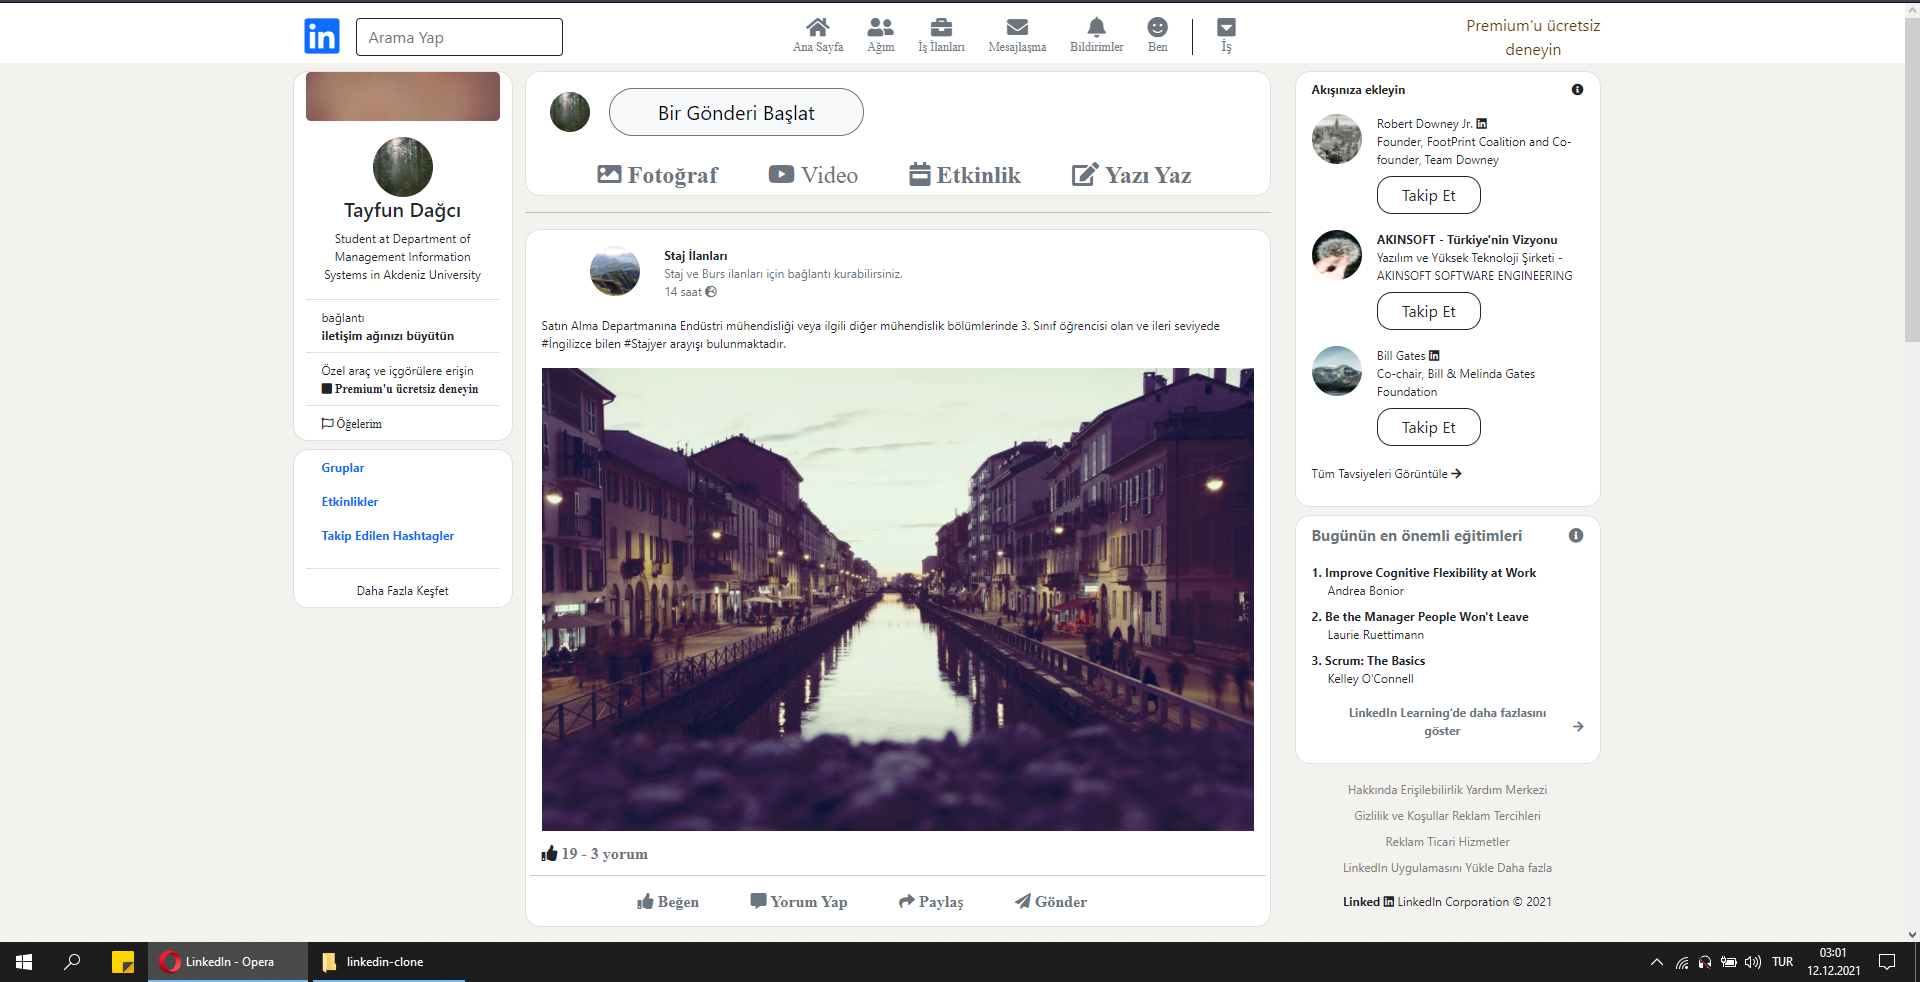 in
Arama Yap
Ana Sayfa
Ağım
İş İlanları
Mesajlaşma
Bildirimler
Ben
İş
Premium'u ücretsiz
deneyin
Tayfun Dağcı
Student at Department of
Management Information
Systems in Akdeniz University
bağlantı
iletişim ağınızı büyütün
Özel araç ve içgörülere erişin
Premium'u ücretsiz deneyin
Öğelerim
Gruplar
Etkinlikler
Takip Edilen Hashtagler
Daha Fazla Keşfet
Bir Gönderi Başlat
Fotoğraf
Video
Etkinlik
Yazı Yaz
Staj İlanları
Staj ve Burs ilanları için bağlantı kurabilirsiniz.
14 saat
Satın Alma Departmanına Endüstri mühendisliği veya ilgili diğer mühendislik bölümlerinde 3. Sınıf öğrencisi olan ve ileri seviyede
#İngilizce bilen #Stajyer arayışı bulunmaktadır.
19 - 3 yorum
Beğen
Yorum Yap
Paylaş
Gönder
Akışınıza ekleyin
Robert Downey Jr. in
Founder, FootPrint Coalition and Co-
founder, Team Downey
Takip Et
AKINSOFT - Türkiye'nin Vizyonu
Yazılım ve Yüksek Teknoloji Şirketi -
AKINSOFT SOFTWARE ENGINEERING
Takip Et
Bill Gates in
Co-chair, Bill & Melinda Gates
Foundation
Takip Et
Tüm Tavsiyeleri Görüntüle
Bugünün en önemli eğitimleri
1. Improve Cognitive Flexibility at Work
Andrea Bonior
2. Be the Manager People Won't Leave
Laurie Ruettimann
3. Scrum: The Basics
Kelley O'Connell
LinkedIn Learning'de daha fazlasını
göster
Hakkında Erişilebilirlik Yardım Merkezi
Gizlilik ve Koşullar Reklam Tercihleri
Reklam Ticari Hizmetler
LinkedIn Uygulamasını Yükle Daha fazla
Linked in LinkedIn Corporation © 2021
LinkedIn - Opera
linkedin-clone
TUR
03:01
12.12.2021